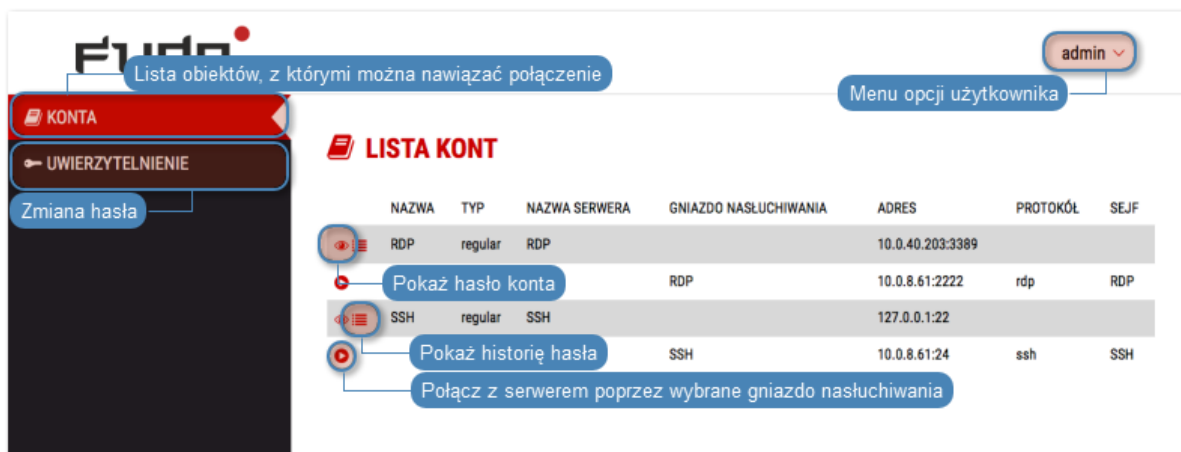 Lista obiektów, z którymi można nawiązać połączenie
admin
Menu opcji użytkownika
KONTA
UWIERZYTELNIENIE
Zmiana hasła
LISTA KONT
NAZWA TYP NAZWA SERWERA GNIAZDO NASŁUCHIWANIA ADRES PROTOKÓŁ SEJF
RDP regular RDP 10.0.40.203:3389
Pokaż hasło konta
RDP 10.0.8.61:2222 rdp RDP
SSH regular SSH 127.0.0.1:22
Pokaż historię hasła
SSH 10.0.8.61:24 ssh SSH
Połącz z serwerem poprzez wybrane gniazdo nasłuchiwania